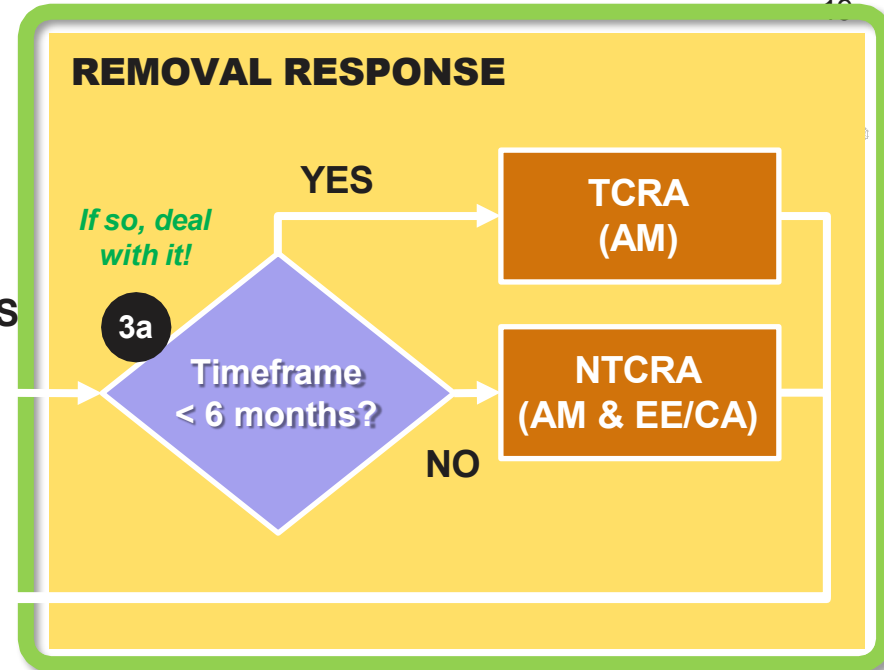 REMOVAL RESPONSE
YES
TCRA
(AM)
If so, deal
with it!
3a
Timeframe
< 6 months?
NTCRA
(AM & EE/CA)
NO
S